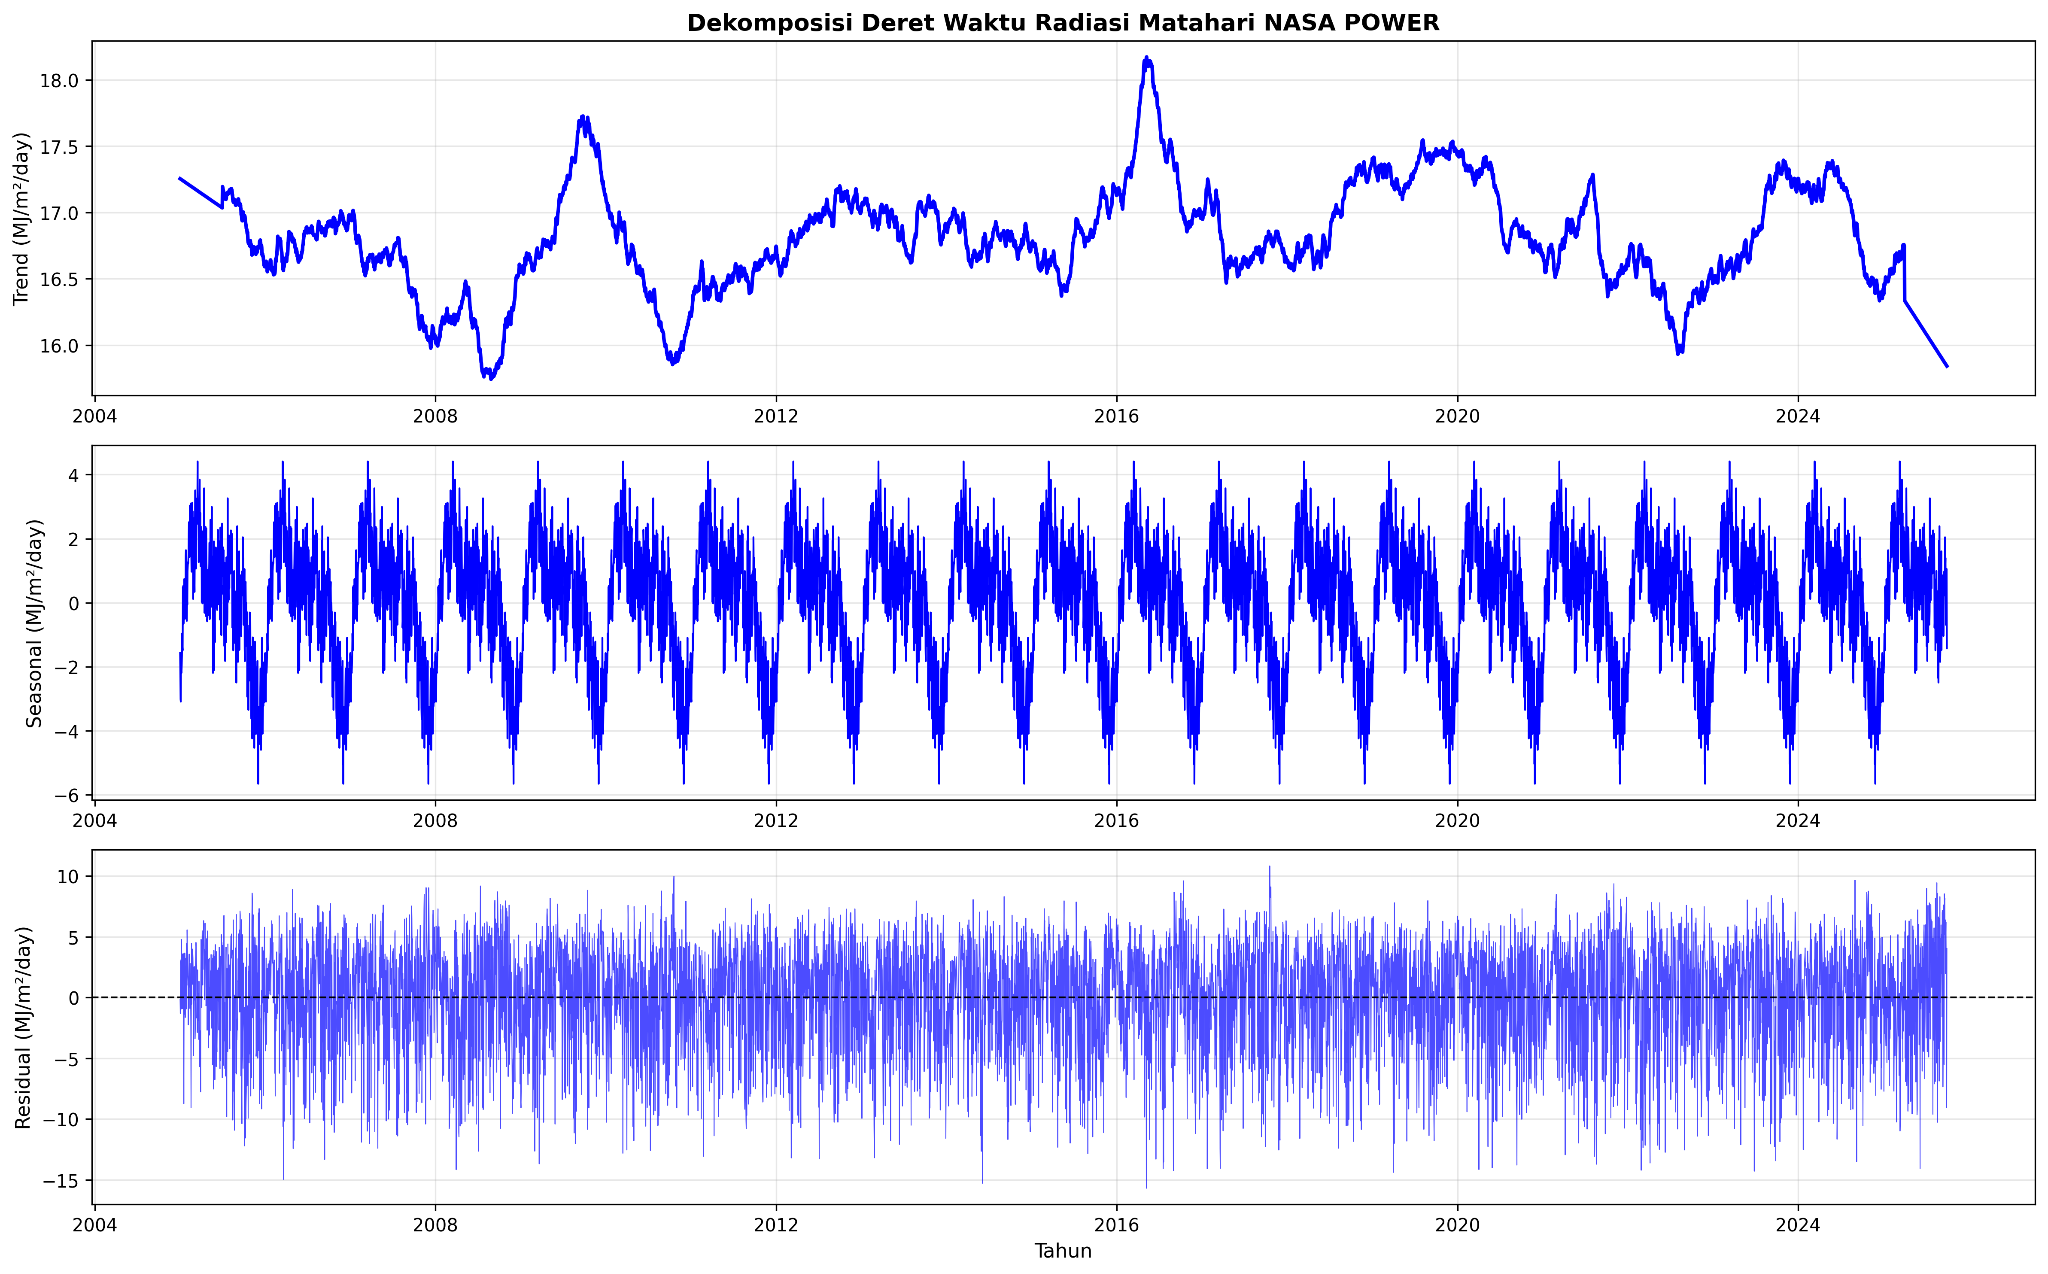 Dekomposisi Deret Waktu Radiasi Matahari NASA POWER
Trend (MJ/m²/day)
18.0
17.5
17.0
16.5
16.0
2004 2008 2012 2016 2020 2024
Seasonal (MJ/m²/day)
4
2
0
−2
−4
−6
2004 2008 2012 2016 2020 2024
Residual (MJ/m²/day)
10
5
0
−5
−10
−15
2004 2008 2012 2016 2020 2024
Tahun